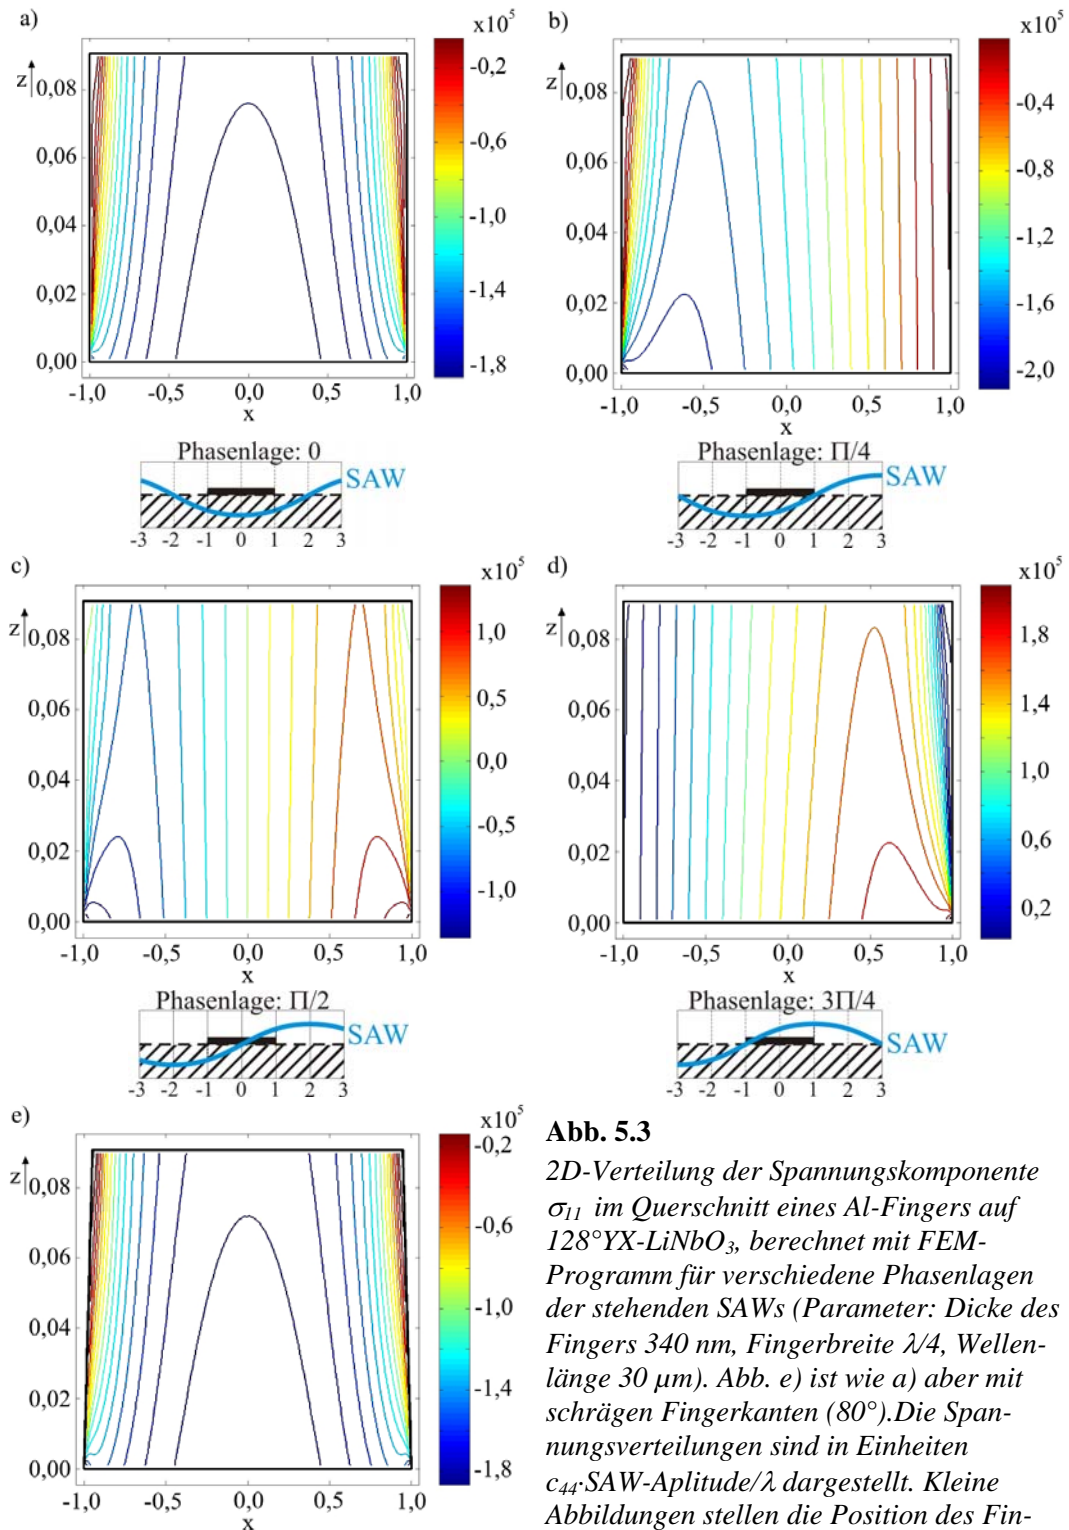 a)
x10⁵
z
0,08
0,06
0,04
0,02
0,00
-1,0 -0,5 0,0 0,5 1,0
x
-0,2
-0,6
-1,0
-1,4
-1,8
Phasenlage: 0
SAW
-3 -2 -1 0 1 2 3
b)
x10⁵
z
0,08
0,06
0,04
0,02
0,00
-1,0 -0,5 0,0 0,5 1,0
x
-0,4
-0,8
-1,2
-1,6
-2,0
Phasenlage: Π/4
SAW
-3 -2 -1 0 1 2 3
c)
x10⁵
z
0,08
0,06
0,04
0,02
0,00
-1,0 -0,5 0,0 0,5 1,0
x
1,0
0,5
0,0
-0,5
-1,0
Phasenlage: Π/2
SAW
-3 -2 -1 0 1 2 3
d)
x10⁵
z
0,08
0,06
0,04
0,02
0,00
-1,0 -0,5 0,0 0,5 1,0
x
1,8
1,4
1,0
0,6
0,2
Phasenlage: 3Π/4
SAW
-3 -2 -1 0 1 2 3
e)
x10⁵
z
0,08
0,06
0,04
0,02
0,00
-1,0 -0,5 0,0 0,5 1,0
x
-0,2
-0,6
-1,0
-1,4
-1,8
Abb. 5.3
2D-Verteilung der Spannungskomponente
σ₁₁ im Querschnitt eines Al-Fingers auf
128°YX-LiNbO₃, berechnet mit FEM-
Programm für verschiedene Phasenlagen
der stehenden SAWs (Parameter: Dicke des
Fingers 340 nm, Fingerbreite λ/4, Wellen-
länge 30 µm). Abb. e) ist wie a) aber mit
schrägen Fingerkanten (80°).Die Span-
nungsverteilungen sind in Einheiten
c₄₄·SAW-Aplitude/λ dargestellt. Kleine
Abbildungen stellen die Position des Fin-